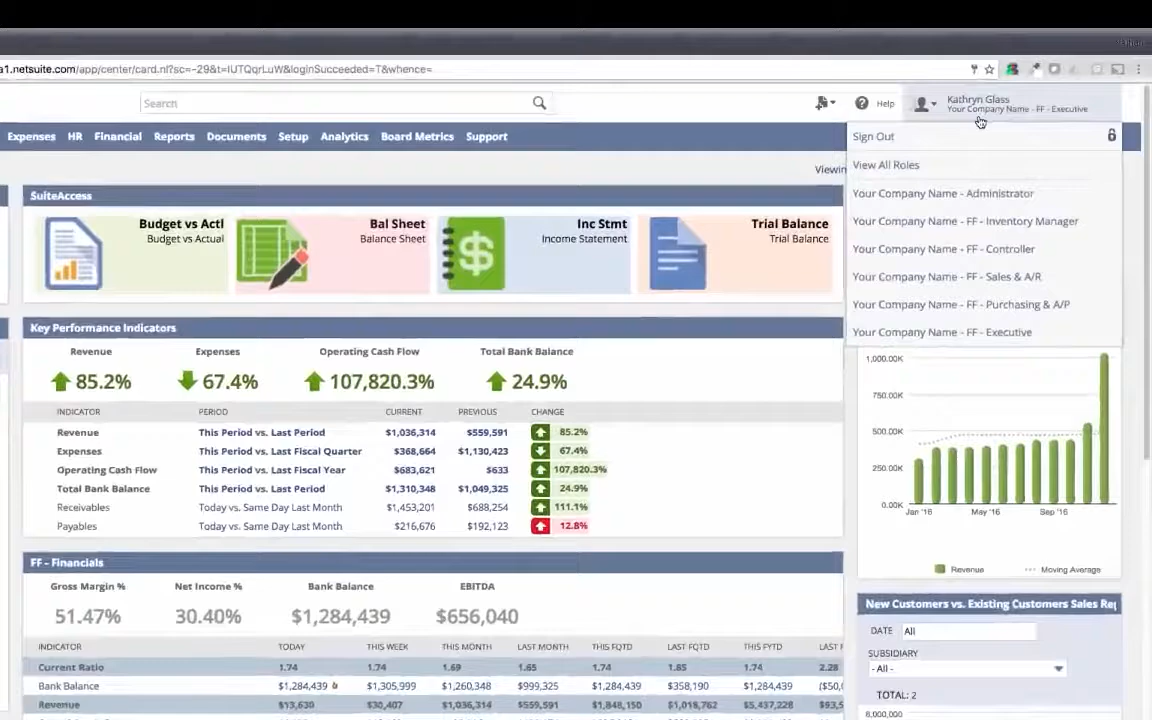 a1.netsuite.com/app/center/card.nl?sc=-29&t=IUTQqrLuW&loginSucceeded=T&whence=
Search
Help
Kathryn Glass
Your Company Name - FF - Executive
Expenses HR Financial Reports Documents Setup Analytics Board Metrics Support
Sign Out
View All Roles
Your Company Name - Administrator
Your Company Name - FF - Inventory Manager
Your Company Name - FF - Controller
Your Company Name - FF - Sales & A/R
Your Company Name - FF - Purchasing & A/P
Your Company Name - FF - Executive
Viewin
SuiteAccess
Budget vs Actl
Budget vs Actual
Bal Sheet
Balance Sheet
Inc Stmt
Income Statement
Trial Balance
Trial Balance
Key Performance Indicators
Revenue Expenses Operating Cash Flow Total Bank Balance
85.2% 67.4% 107,820.3% 24.9%
INDICATOR PERIOD CURRENT PREVIOUS CHANGE
Revenue This Period vs. Last Period $1,036,314 $559,591 85.2%
Expenses This Period vs. Last Fiscal Quarter $368,664 $1,130,423 67.4%
Operating Cash Flow This Period vs. Last Fiscal Year $683,621 $633 107,820.3%
Total Bank Balance This Period vs. Last Period $1,310,348 $1,049,325 24.9%
Receivables Today vs. Same Day Last Month $1,453,201 $688,254 111.1%
Payables Today vs. Same Day Last Month $216,676 $192,123 12.8%
1,000.00K
750.00K
500.00K
250.00K
0.00K
Jan '16 May '16 Sep '16
Revenue Moving Average
FF - Financials
Gross Margin % Net Income % Bank Balance EBITDA
51.47% 30.40% $1,284,439 $656,040
INDICATOR TODAY THIS WEEK THIS MONTH LAST MONTH THIS FQTD LAST FQTD THIS FYTD LAST F
Current Ratio 1.74 1.74 1.69 1.65 1.74 1.85 1.74 2.28
Bank Balance $1,284,439 $1,305,999 $1,260,348 $999,325 $1,284,439 $358,190 $1,284,439 ($50,
Revenue $13,630 $30,407 $1,036,314 $559,591 $1,848,150 $1,018,762 $5,437,228 $93,5
New Customers vs. Existing Customers Sales Rep
DATE All
SUBSIDIARY
- All -
TOTAL: 2
8,000,000